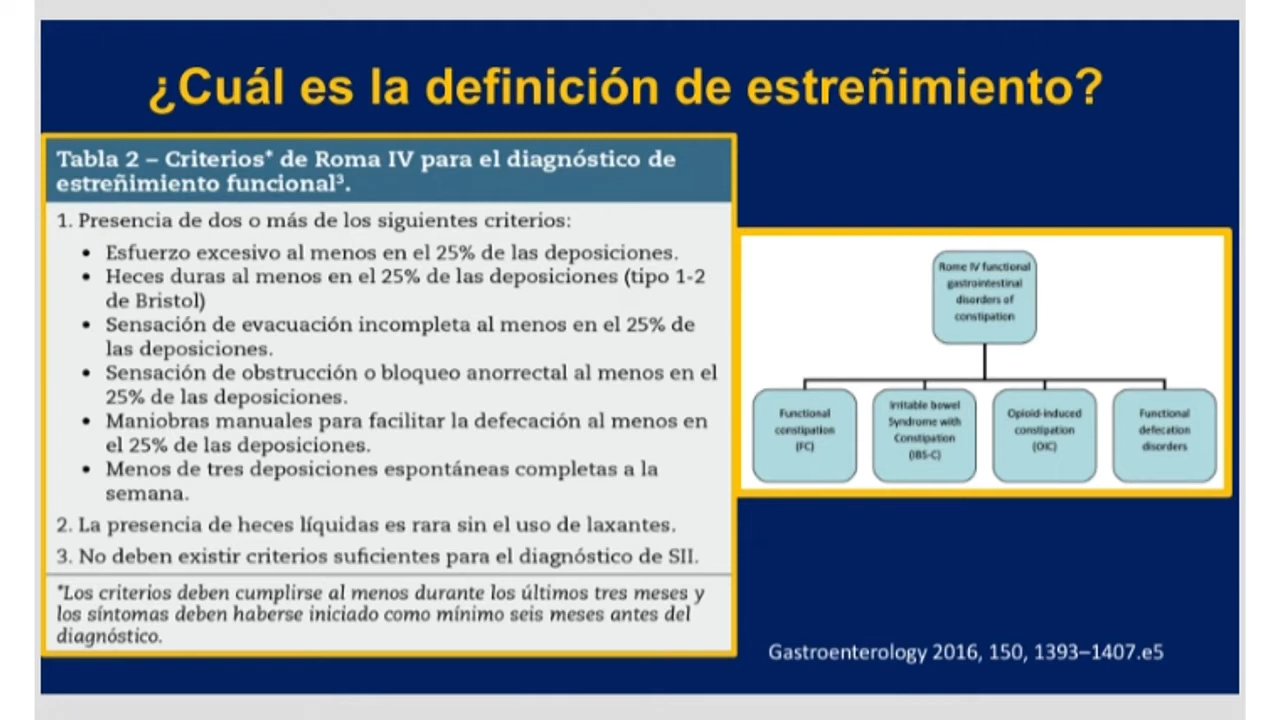 ¿Cuál es la definición de estreñimiento?
Tabla 2 – Criterios* de Roma IV para el diagnóstico de
estreñimiento funcional³.
1. Presencia de dos o más de los siguientes criterios:
• Esfuerzo excesivo al menos en el 25% de las deposiciones.
• Heces duras al menos en el 25% de las deposiciones (tipo 1-2
de Bristol)
• Sensación de evacuación incompleta al menos en el 25% de
las deposiciones.
• Sensación de obstrucción o bloqueo anorrectal al menos en el
25% de las deposiciones.
• Maniobras manuales para facilitar la defecación al menos en
el 25% de las deposiciones.
• Menos de tres deposiciones espontáneas completas a la
semana.
2. La presencia de heces líquidas es rara sin el uso de laxantes.
3. No deben existir criterios suficientes para el diagnóstico de SII.
*Los criterios deben cumplirse al menos durante los últimos tres meses y
los síntomas deben haberse iniciado como mínimo seis meses antes del
diagnóstico.
Rome IV functional
gastrointestinal
disorders of
constipation
Functional
constipation
(FC)
Irritable bowel
Syndrome with
Constipation
(IBS-C)
Opioid-induced
constipation
(OIC)
Functional
defecation
disorders
Gastroenterology 2016, 150, 1393–1407.e5